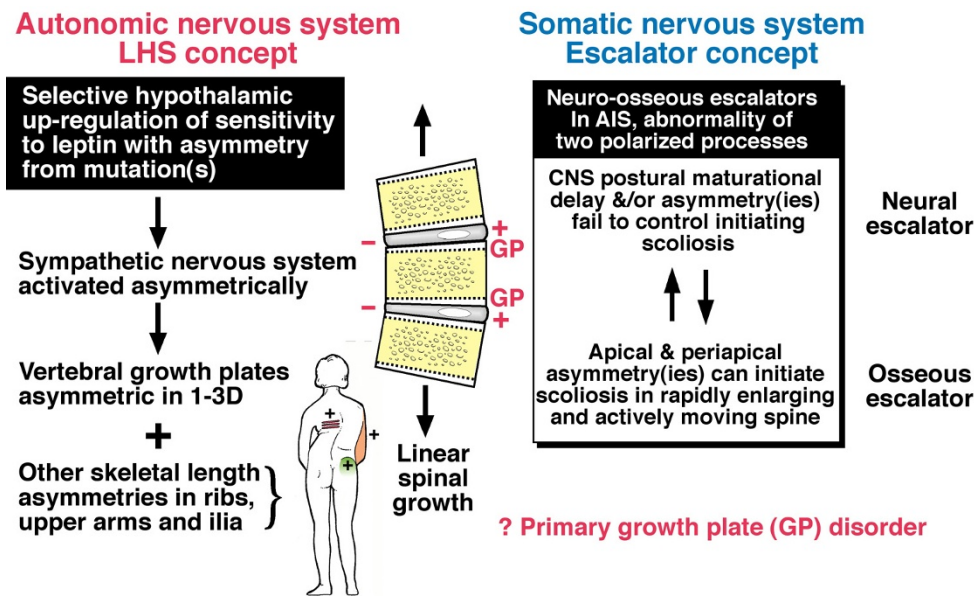 Autonomic nervous system
LHS concept
Selective hypothalamic
up-regulation of sensitivity
to leptin with asymmetry
from mutation(s)
Sympathetic nervous system
activated asymmetrically
Vertebral growth plates
asymmetric in 1-3D
+
Other skeletal length
asymmetries in ribs,
upper arms and ilia
+
+
+
– +
GP
GP
– +
Linear
spinal
growth
Somatic nervous system
Escalator concept
Neuro-osseous escalators
In AIS, abnormality of
two polarized processes
CNS postural maturational
delay &/or asymmetry(ies)
fail to control initiating
scoliosis
Neural
escalator
Apical & periapical
asymmetry(ies) can initiate
scoliosis in rapidly enlarging
and actively moving spine
Osseous
escalator
? Primary growth plate (GP) disorder